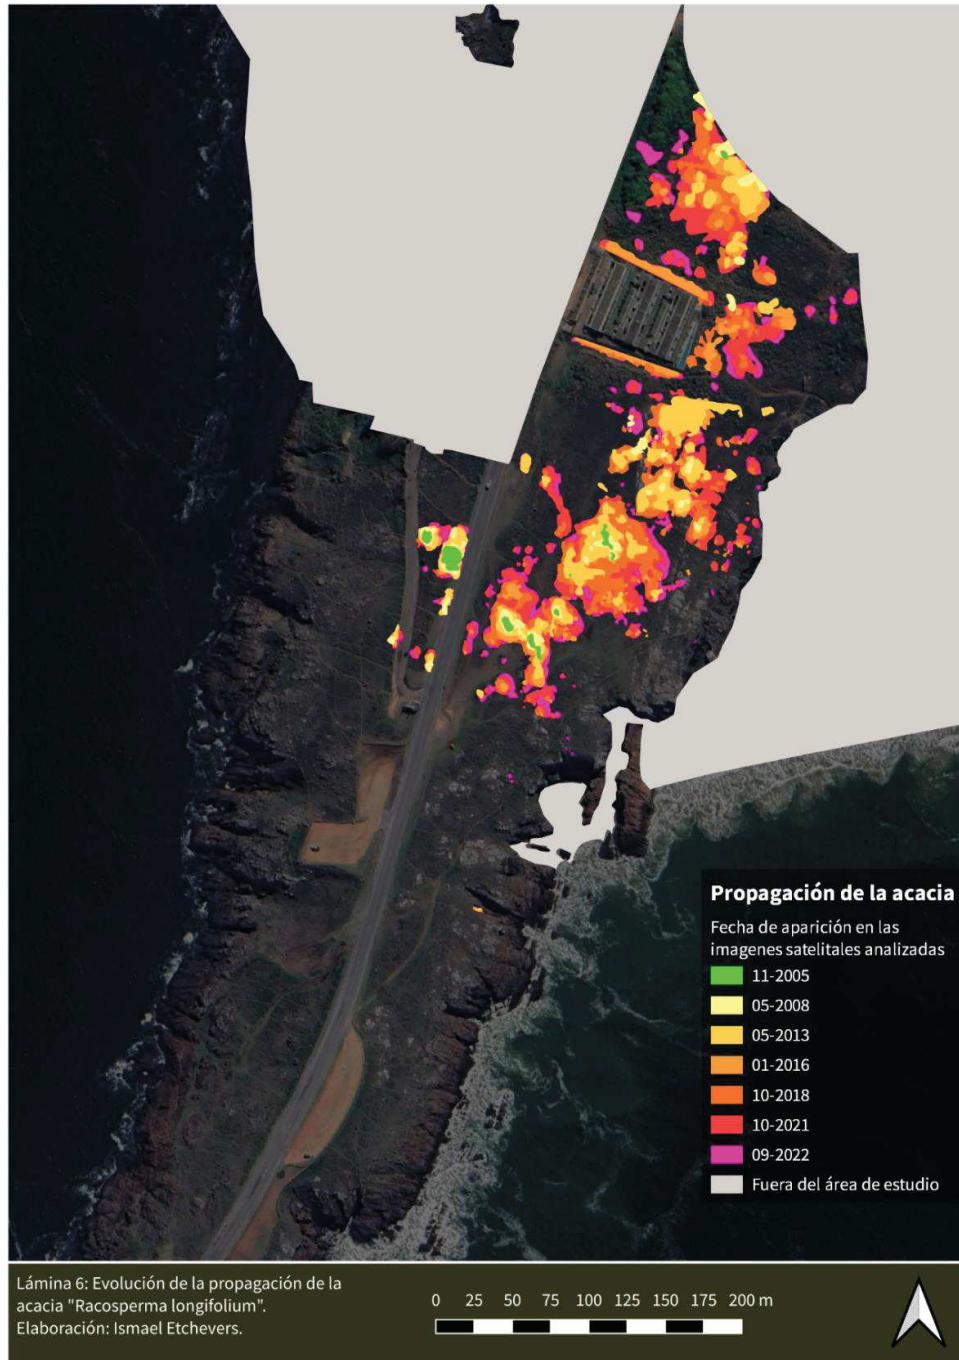 Propagación de la acacia
Fecha de aparición en las
imagenes satelitales analizadas
11-2005
05-2008
05-2013
01-2016
10-2018
10-2021
09-2022
Fuera del área de estudio
Lámina 6: Evolución de la propagación de la
acacia "Racosperma longifolium".
Elaboración: Ismael Etchevers.
0 25 50 75 100 125 150 175 200 m